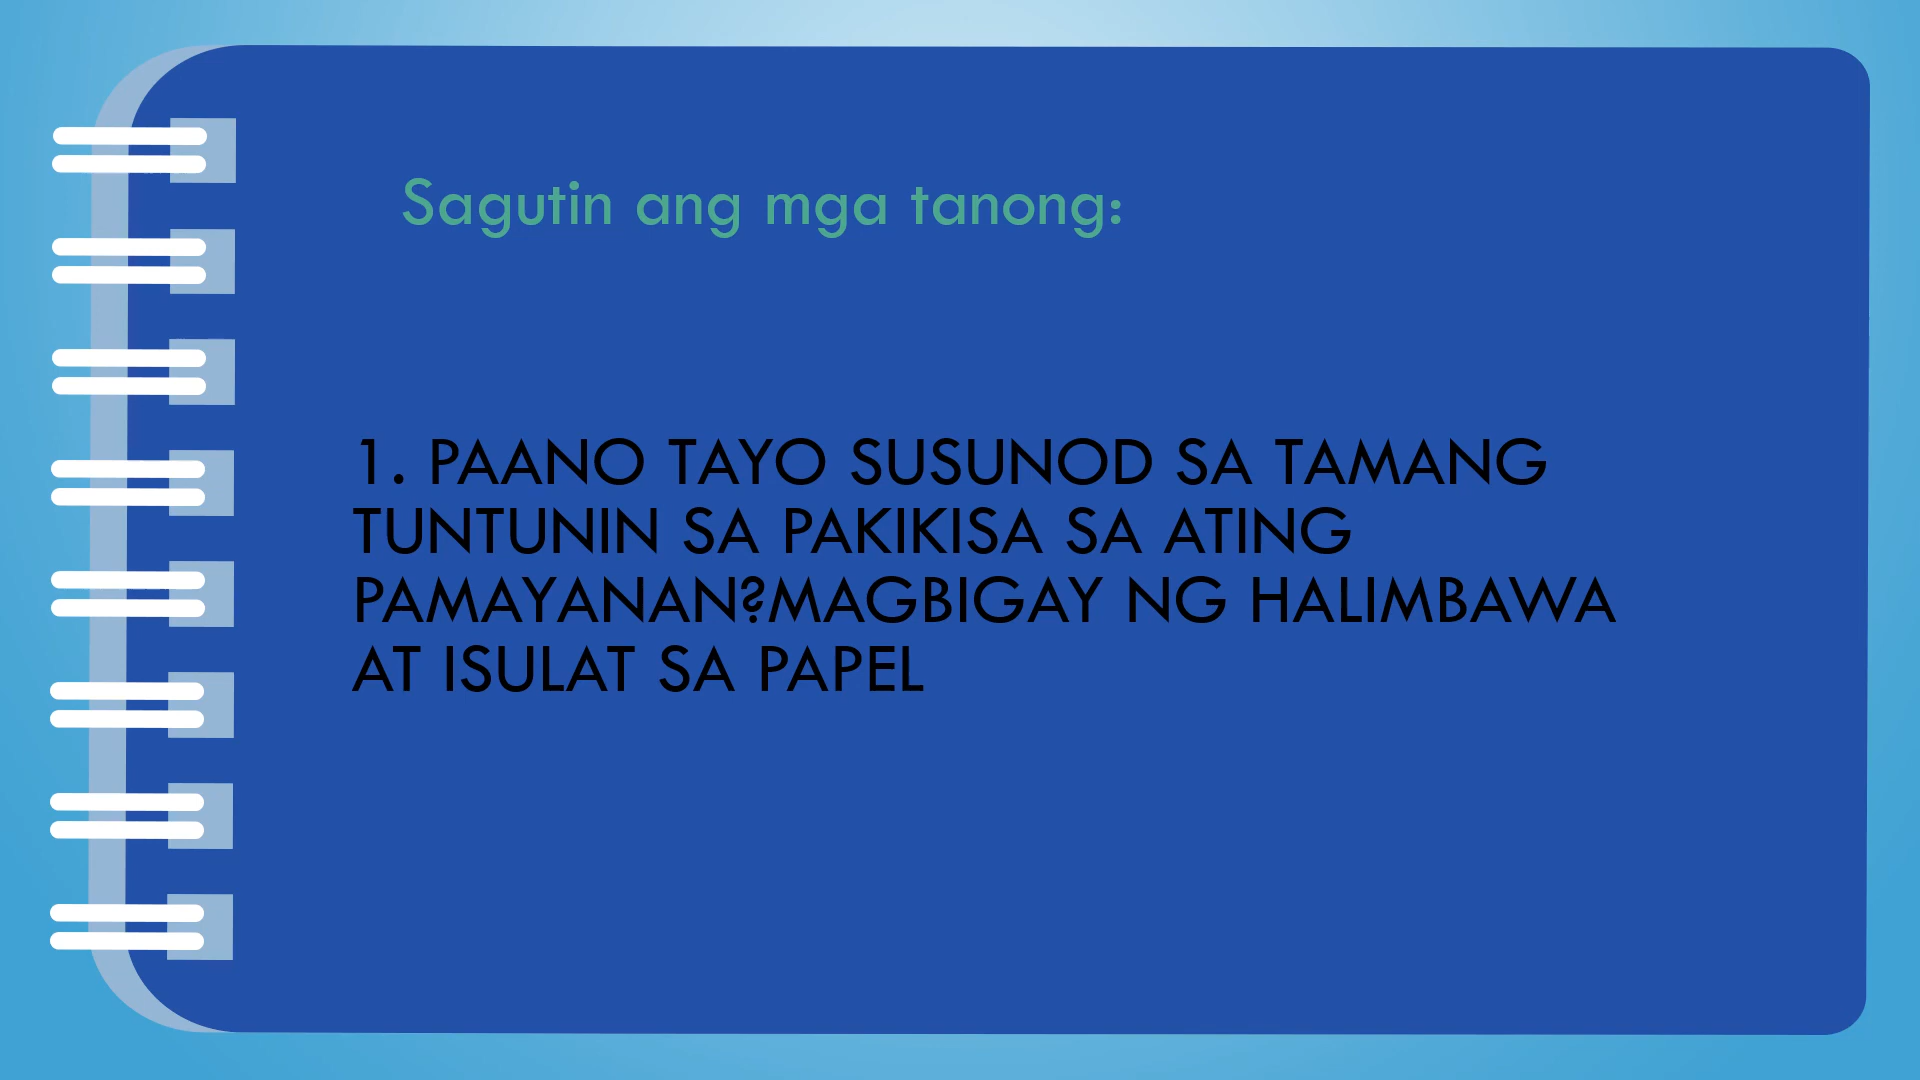 Sagutin ang mga tanong:
1. PAANO TAYO SUSUNOD SA TAMANG
TUNTUNIN SA PAKIKISA SA ATING
PAMAYANAN?MAGBIGAY NG HALIMBAWA
AT ISULAT SA PAPEL